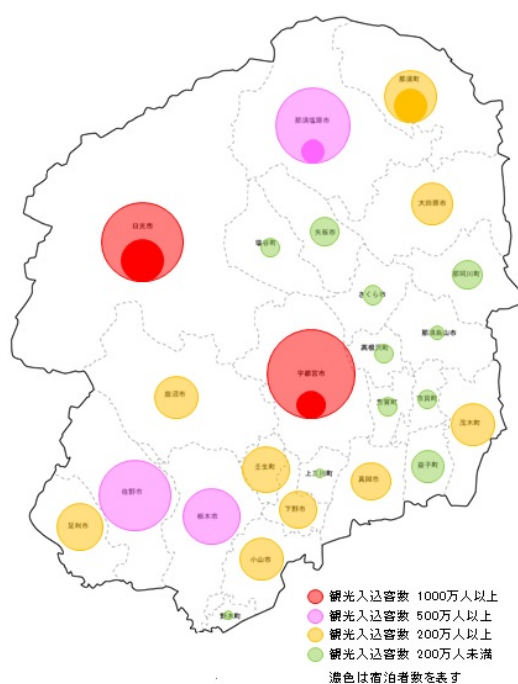 那須町
那須塩原市
大田原市
日光市
矢板市
塩谷町
那珂川町
さくら市
那須烏山市
高根沢町
宇都宮市
鹿沼市
芳賀町
市貝町
茂木町
壬生町
上三川町
益子町
真岡市
佐野市
栃木市
下野市
足利市
小山市
野木町
観光入込客数 1000万人以上
観光入込客数 500万人以上
観光入込客数 200万人以上
観光入込客数 200万人未満
濃色は宿泊者数を表す